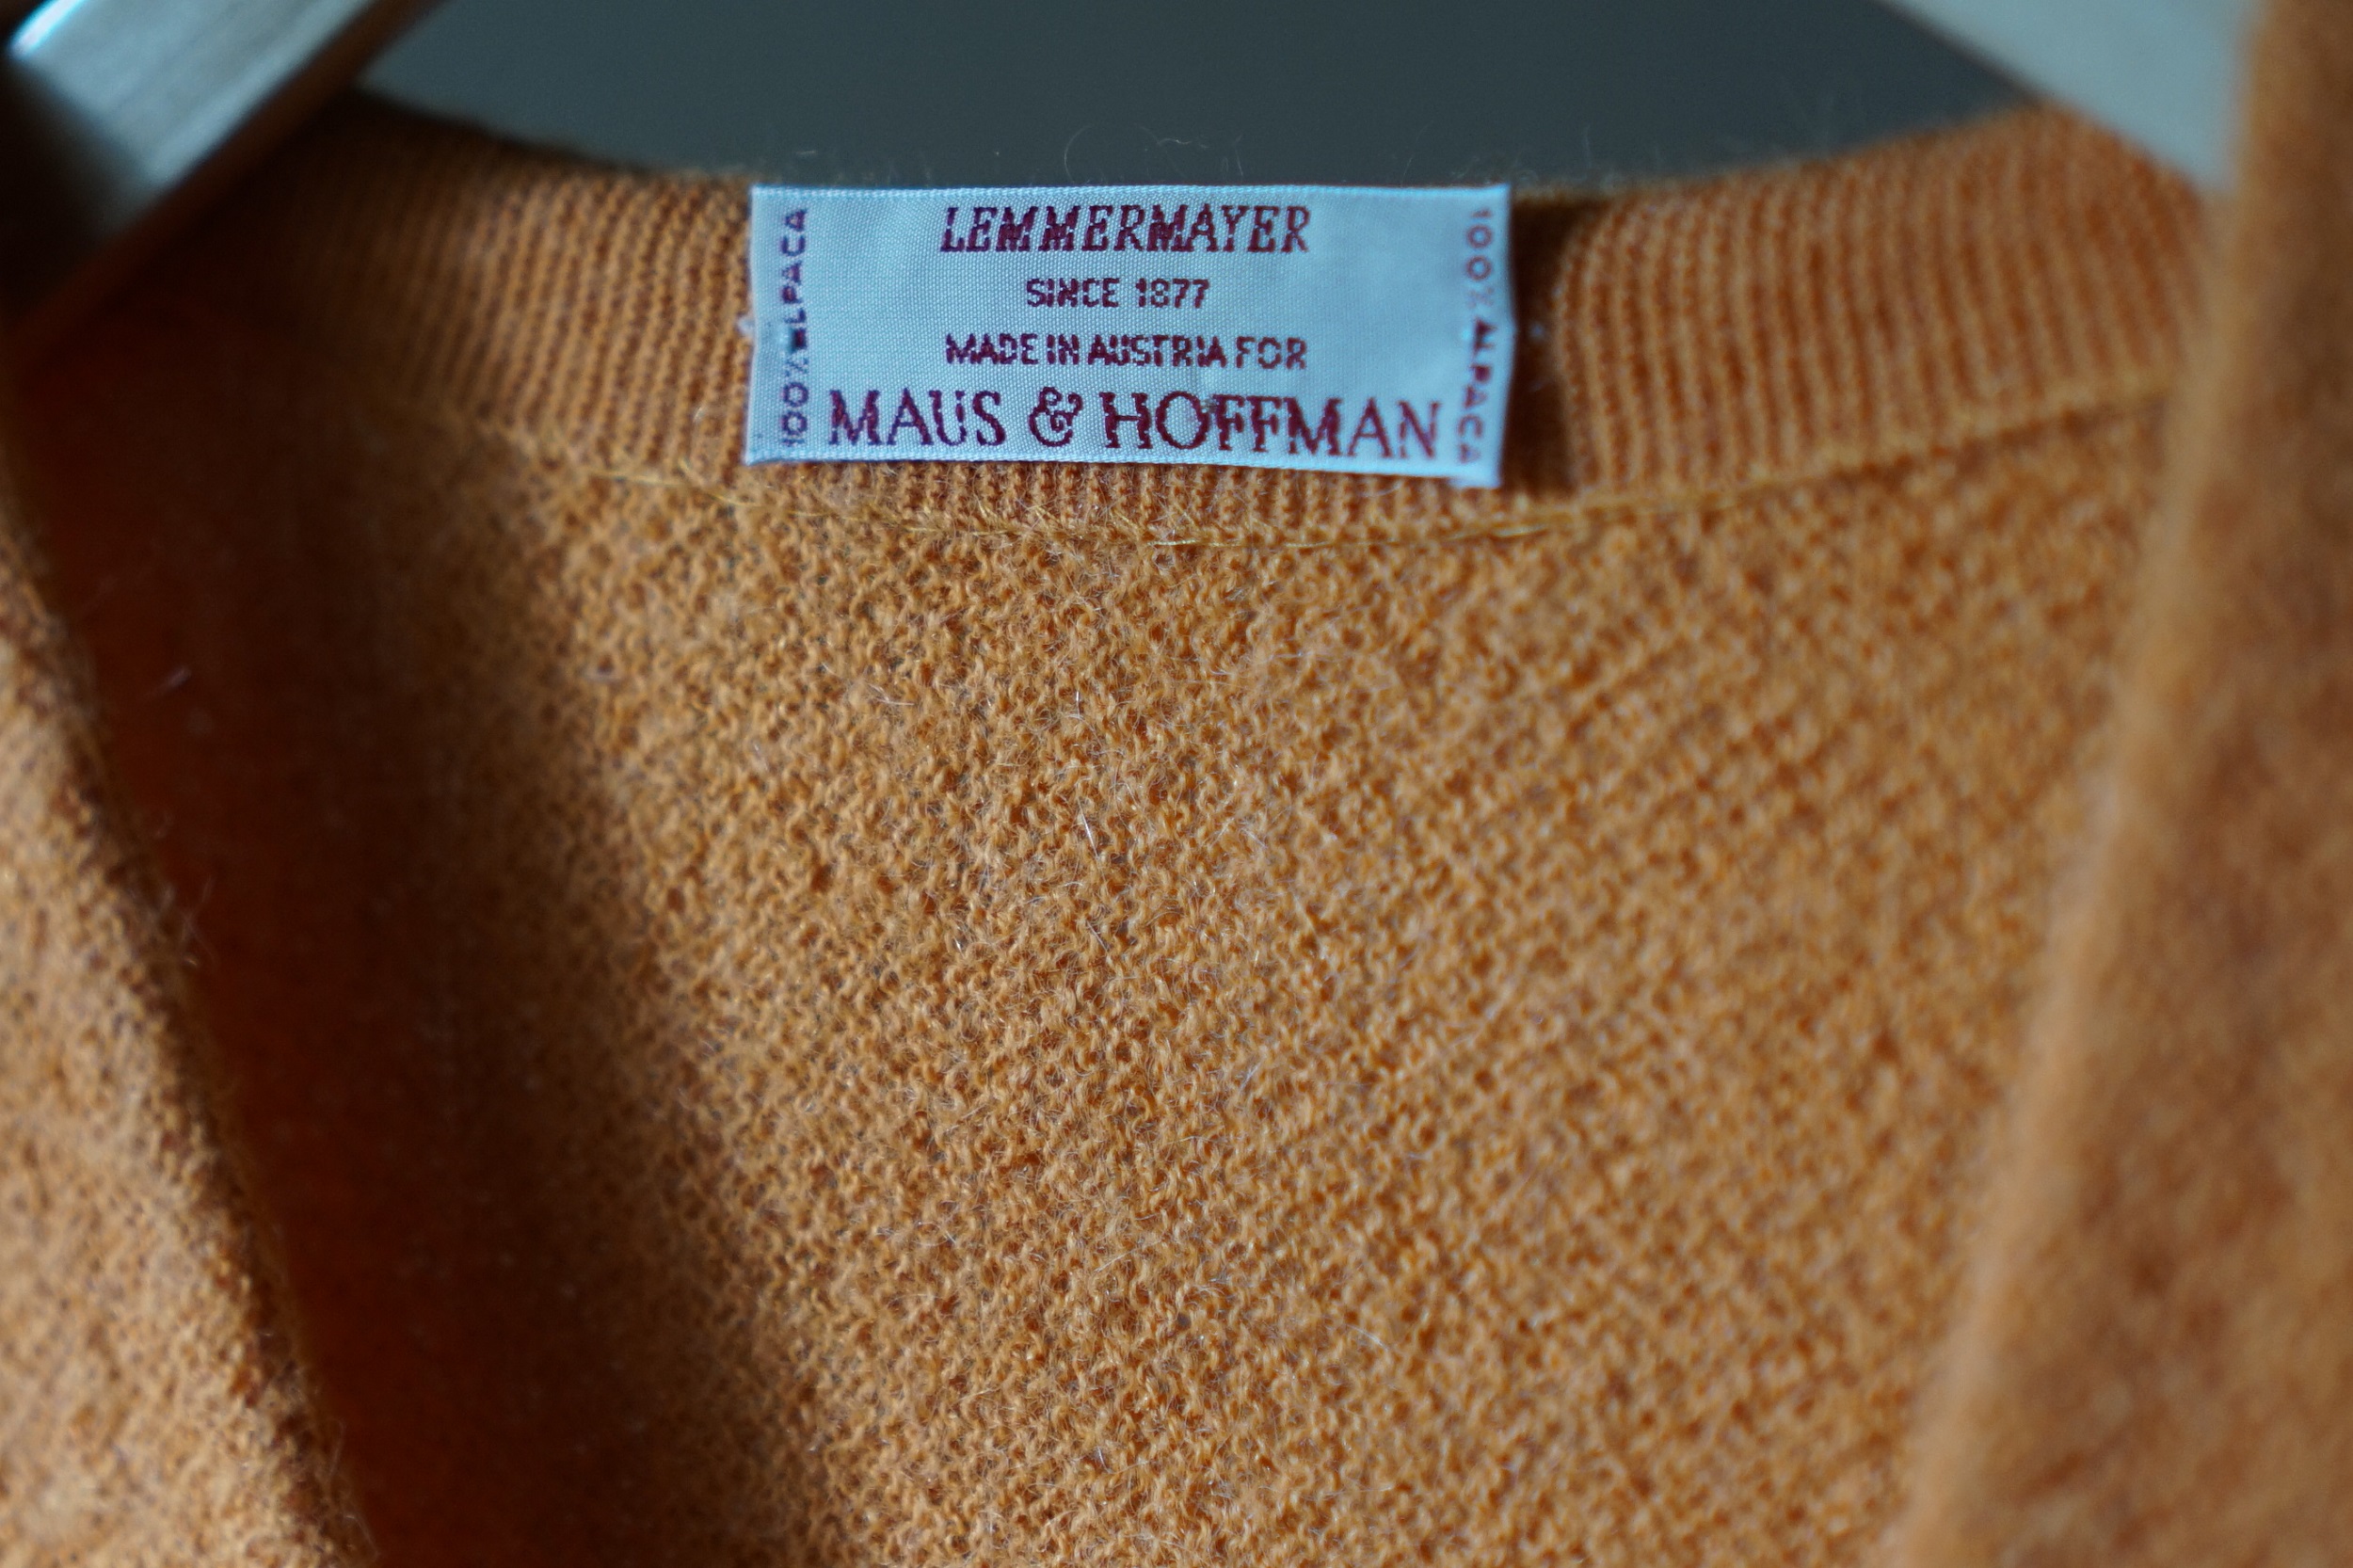 LEMMERMAYER
SINCE 1877
MADE IN AUSTRIA FOR
MAUS & HOFFMAN
100% ALPACA
100% ALPACA